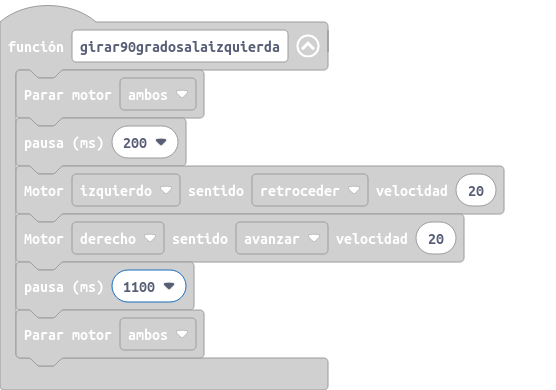 función girar90gradosalaizquierda
Parar motor ambos
pausa (ms) 200
Motor izquierdo sentido retroceder velocidad 20
Motor derecho sentido avanzar velocidad 20
pausa (ms) 1100
Parar motor ambos